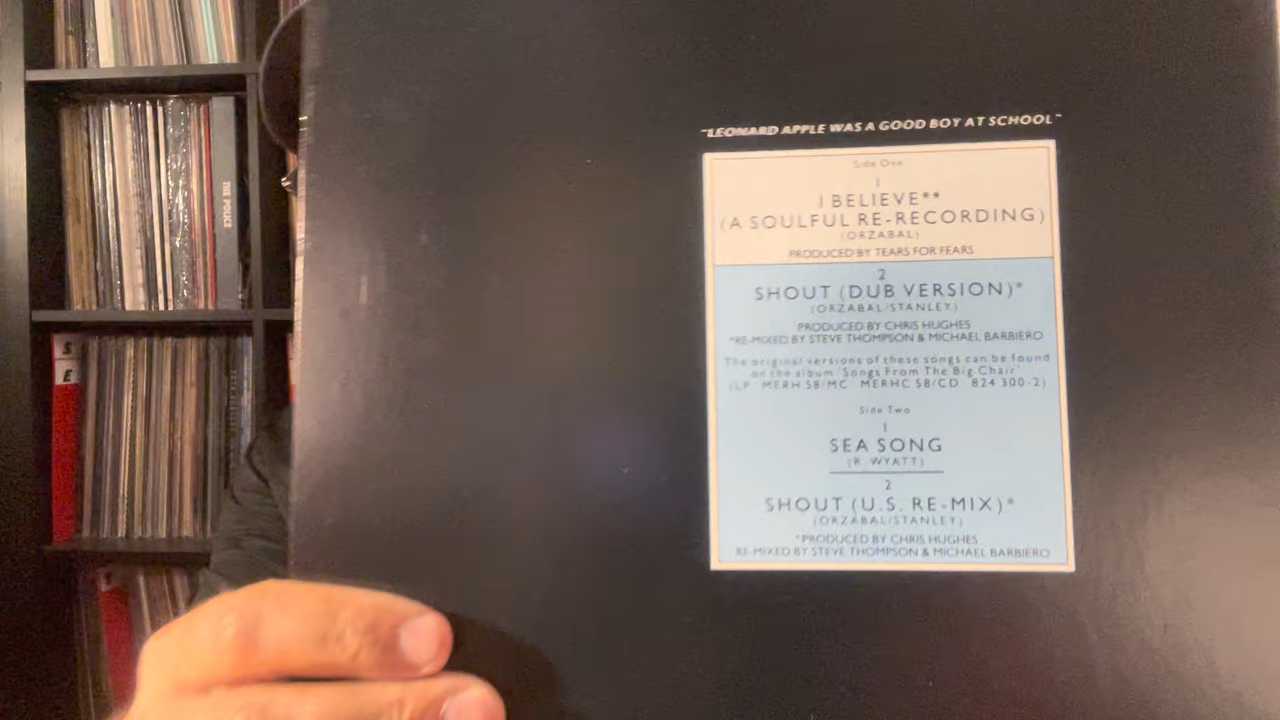 "LEONARD APPLE WAS A GOOD BOY AT SCHOOL"
Side One
1
I BELIEVE**
(A SOULFUL RE-RECORDING)
(ORZABAL)
PRODUCED BY TEARS FOR FEARS
2
SHOUT (DUB VERSION)*
(ORZABAL/STANLEY)
PRODUCED BY CHRIS HUGHES
*RE-MIXED BY STEVE THOMPSON & MICHAEL BARBIERO
The original versions of these songs can be found
on the album 'Songs From The Big Chair'
(LP MERH 58/MC MERHC 58/CD 824 300-2)
Side Two
1
SEA SONG
(R. WYATT)
2
SHOUT (U.S. RE-MIX)*
(ORZABAL/STANLEY)
*PRODUCED BY CHRIS HUGHES
RE-MIXED BY STEVE THOMPSON & MICHAEL BARBIERO
THE POLICE
S
E